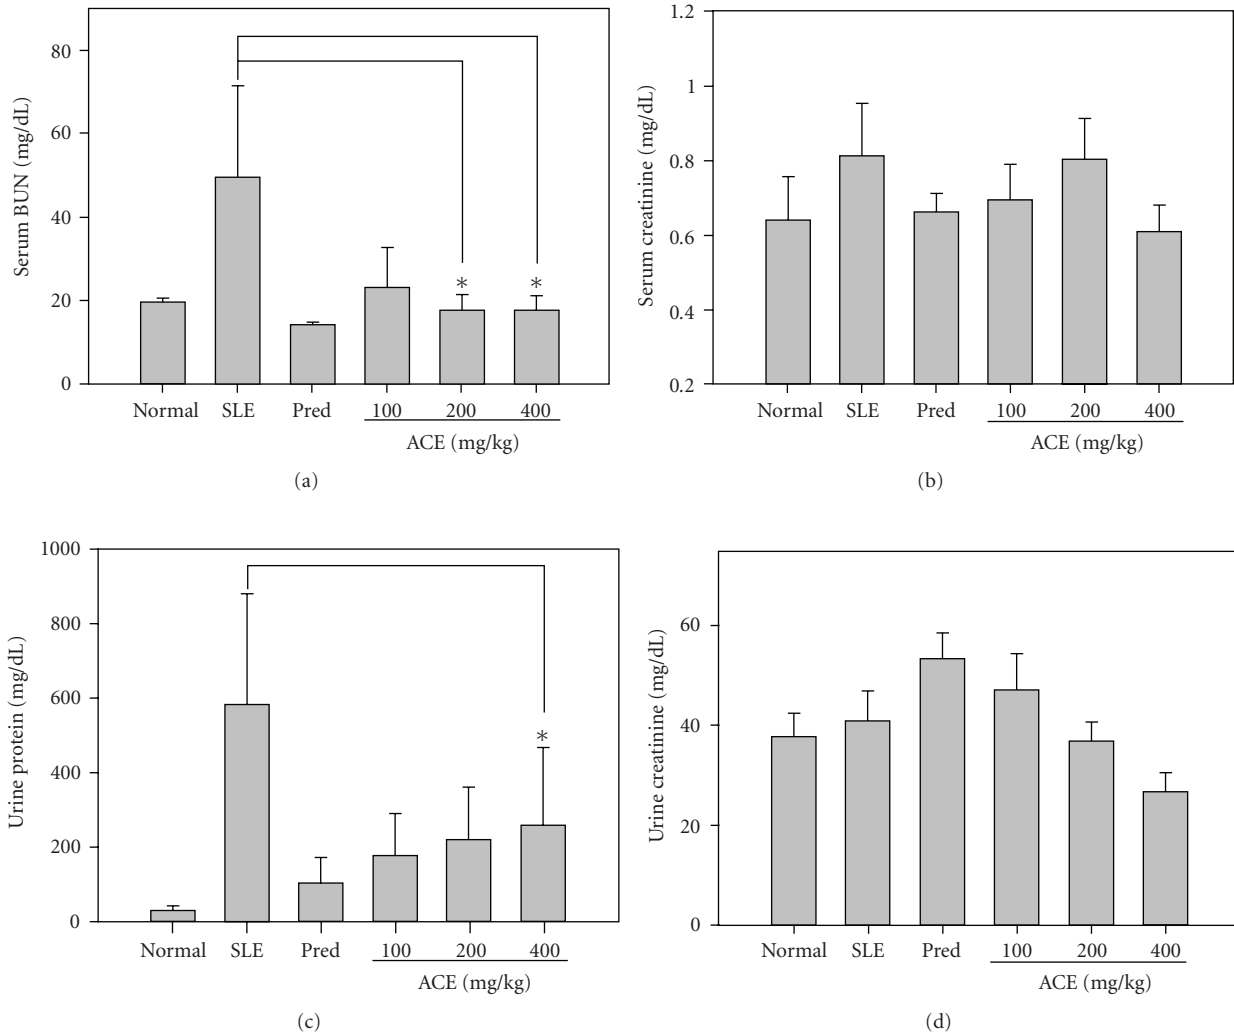 Serum BUN (mg/dL)
80
60
40
20
0
*
*
Normal SLE Pred 100 200 400
ACE (mg/kg)
(a)
Serum creatinine (mg/dL)
1.2
1
0.8
0.6
0.4
0.2
Normal SLE Pred 100 200 400
ACE (mg/kg)
(b)
Urine protein (mg/dL)
1000
800
600
400
200
0
*
Normal SLE Pred 100 200 400
ACE (mg/kg)
(c)
Urine creatinine (mg/dL)
60
40
20
0
Normal SLE Pred 100 200 400
ACE (mg/kg)
(d)